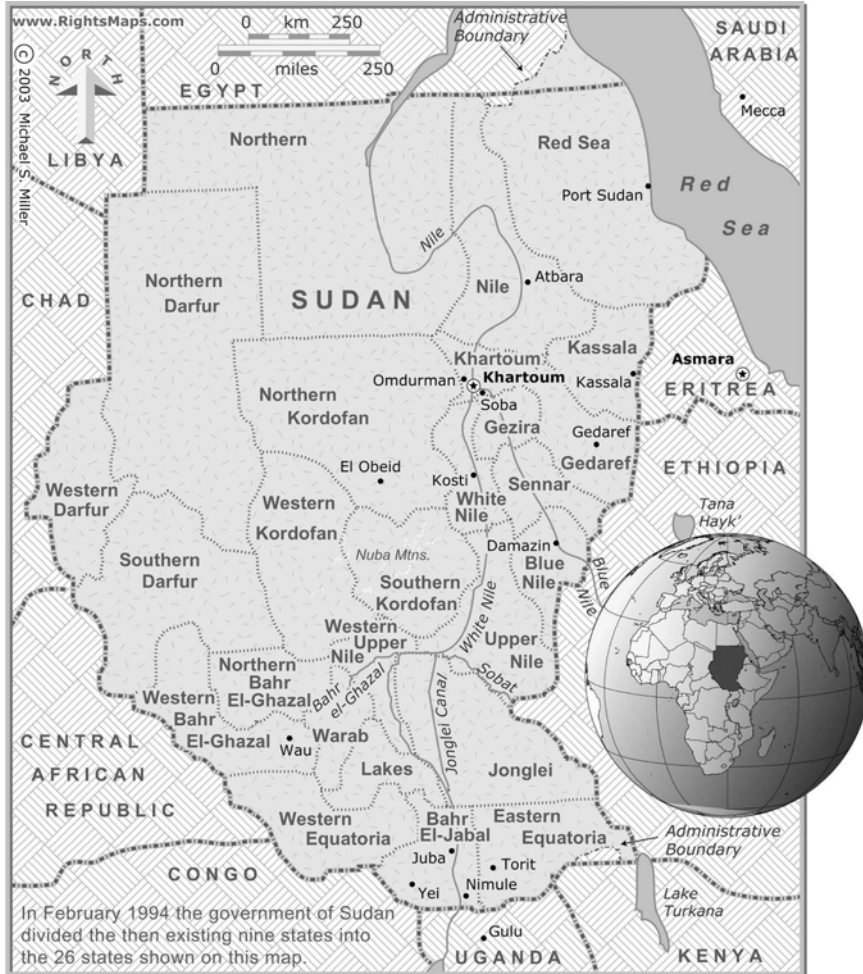 www.RightsMaps.com
0 km 250
0 miles 250
© 2003 Michael S. Miller
NORTH
Administrative
Boundary
SAUDI
ARABIA
Mecca
EGYPT
LIBYA
Northern
Red Sea
Port Sudan
Red
Sea
Nile
Northern
Darfur
SUDAN
Nile
Atbara
CHAD
Khartoum
Kassala
Asmara
Omdurman
Khartoum
Kassala
ERITREA
Soba
Northern
Kordofan
Gezira
Gedaref
Gedaref
ETHIOPIA
El Obeid
Kosti
Sennar
Western
Darfur
Western
Kordofan
White
Nile
Tana
Hayk'
Southern
Darfur
Nuba Mtns.
Damazin
Blue
Nile
Blue
Nile
Southern
Kordofan
White Nile
Western
Upper
Nile
Upper
Nile
Northern
Bahr
El-Ghazal
Bahr
el-Ghazal
Sobat
Western
Bahr
El-Ghazal
Jonglei Canal
Wau
Warab
CENTRAL
AFRICAN
REPUBLIC
Lakes
Jonglei
Western
Equatoria
Bahr
El-Jabal
Eastern
Equatoria
Administrative
Boundary
Juba
Torit
CONGO
Yei
Nimule
Lake
Turkana
In February 1994 the government of Sudan
divided the then existing nine states into
the 26 states shown on this map.
Gulu
UGANDA
KENYA